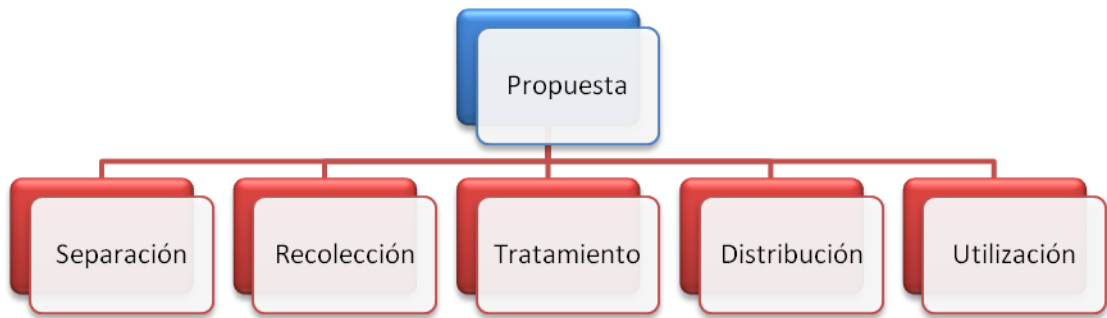 Propuesta
Separación
Recolección
Tratamiento
Distribución
Utilización